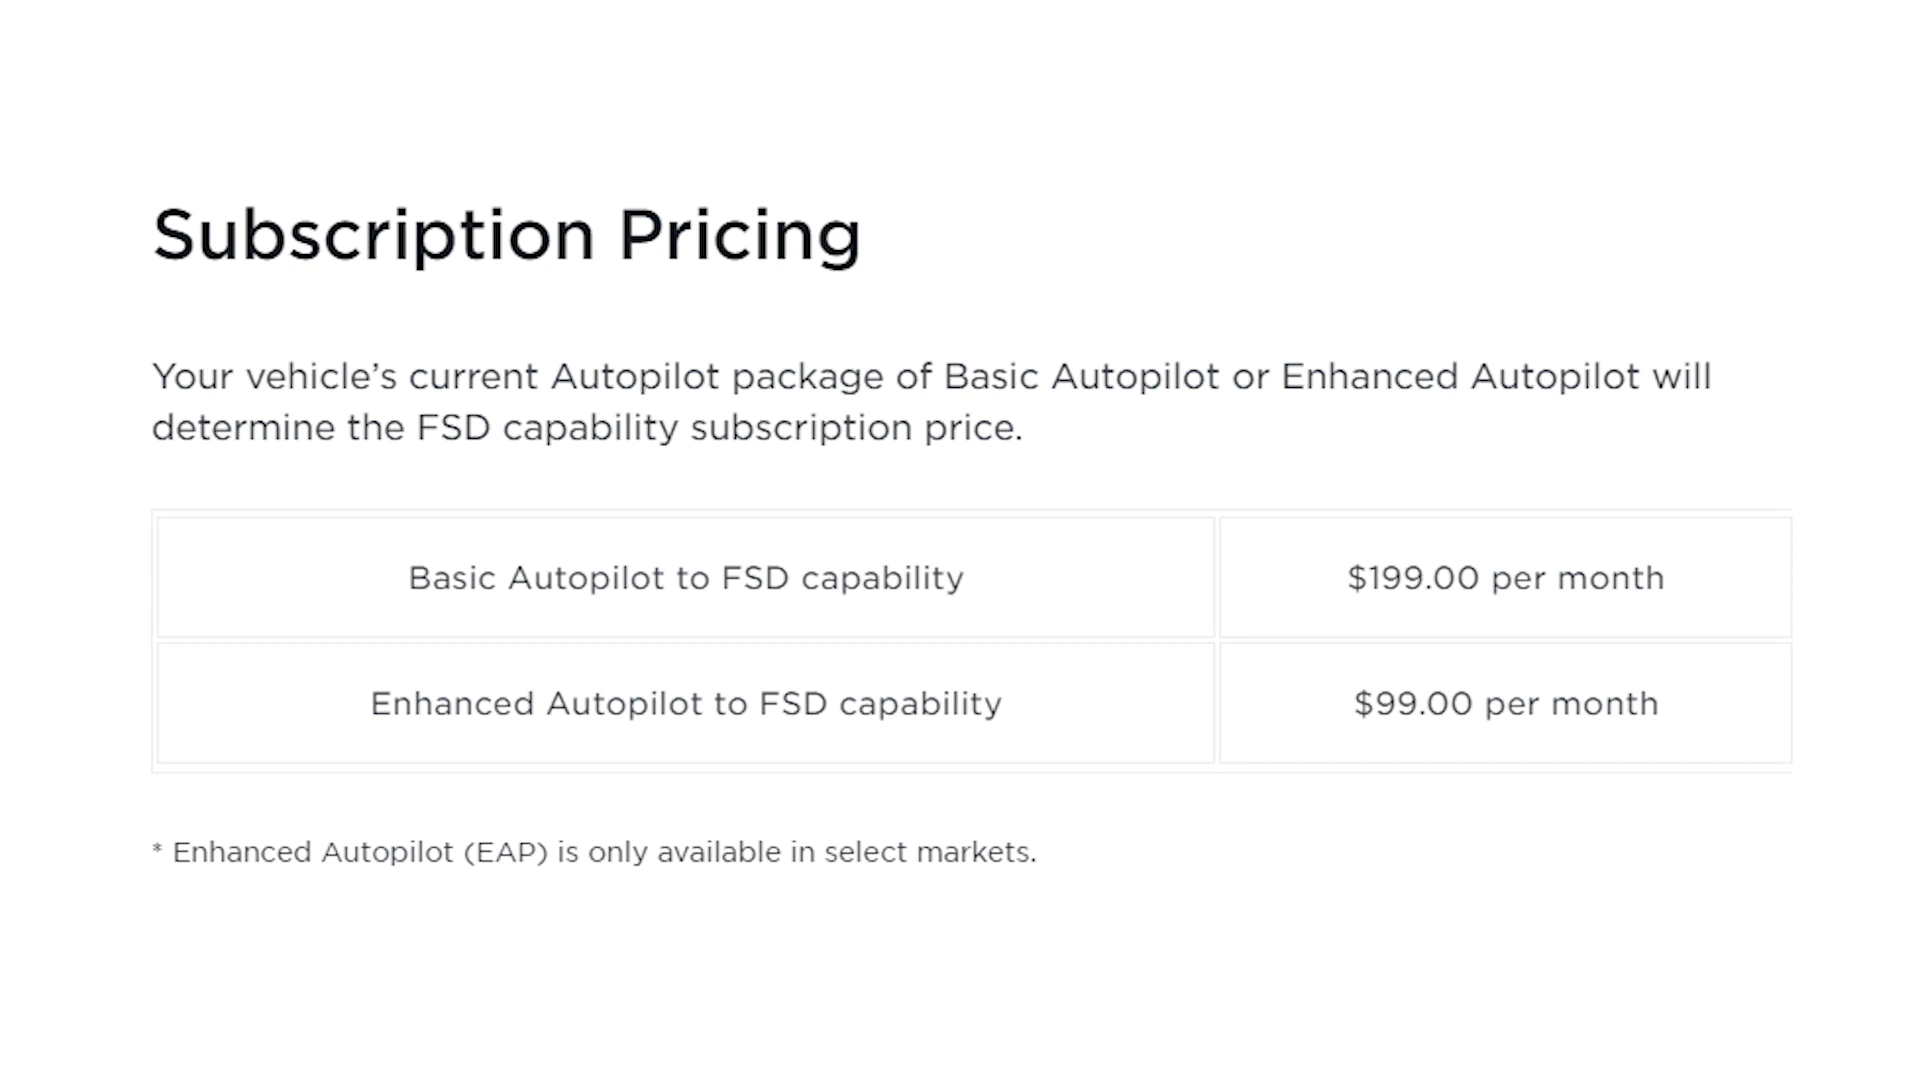 Subscription Pricing
Your vehicle’s current Autopilot package of Basic Autopilot or Enhanced Autopilot will
determine the FSD capability subscription price.
Basic Autopilot to FSD capability $199.00 per month
Enhanced Autopilot to FSD capability $99.00 per month
* Enhanced Autopilot (EAP) is only available in select markets.